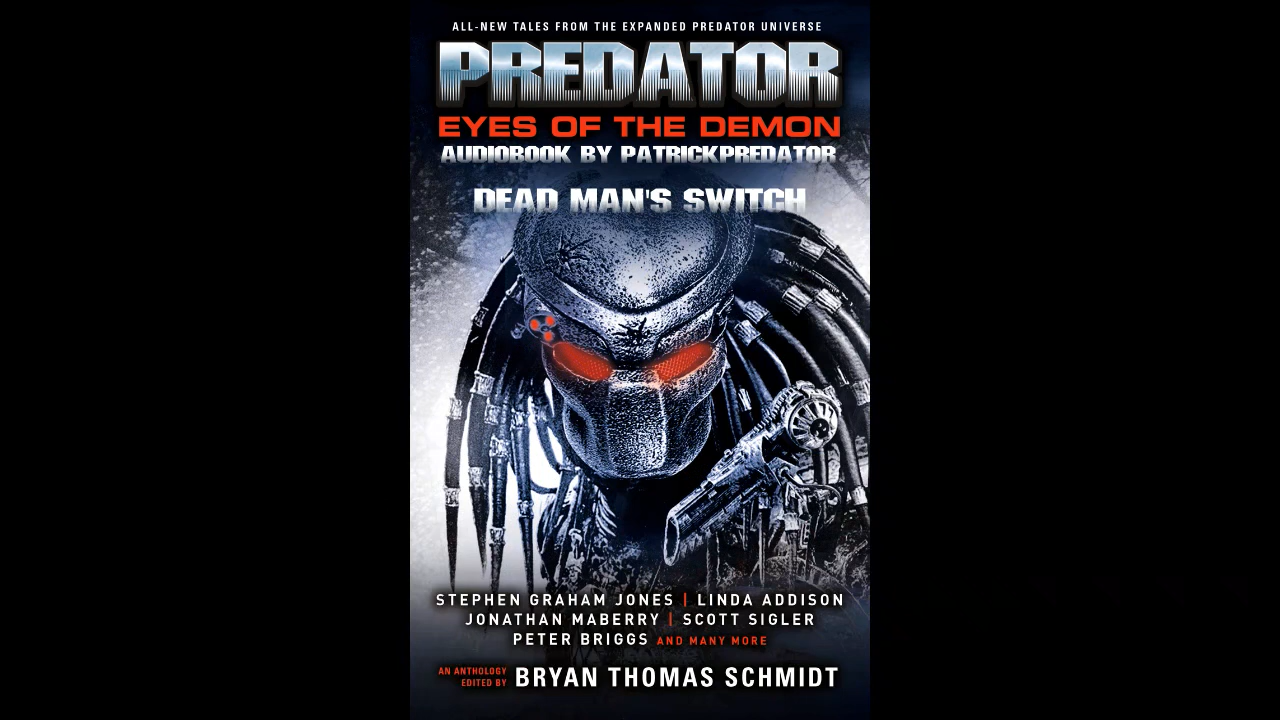 ALL-NEW TALES FROM THE EXPANDED PREDATOR UNIVERSE
PREDATOR
EYES OF THE DEMON
AUDIOBOOK BY PATRICKPREDATOR
DEAD MAN'S SWITCH
STEPHEN GRAHAM JONES | LINDA ADDISON
JONATHAN MABERRY | SCOTT SIGLER
PETER BRIGGS AND MANY MORE
AN ANTHOLOGY
EDITED BY
BRYAN THOMAS SCHMIDT